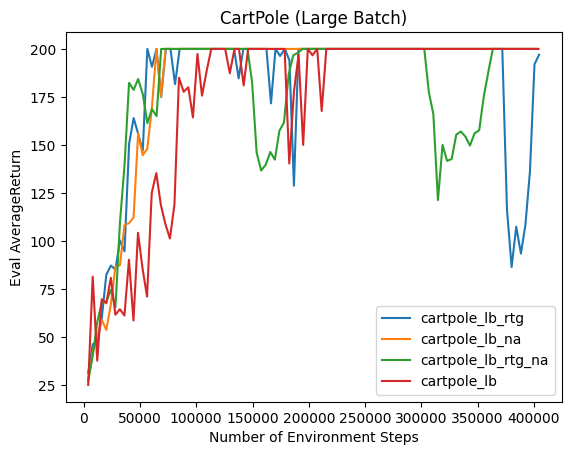 CartPole (Large Batch)
Eval AverageReturn
200
175
150
125
100
75
50
25
0 50000 100000 150000 200000 250000 300000 350000 400000
Number of Environment Steps
cartpole_lb_rtg
cartpole_lb_na
cartpole_lb_rtg_na
cartpole_lb